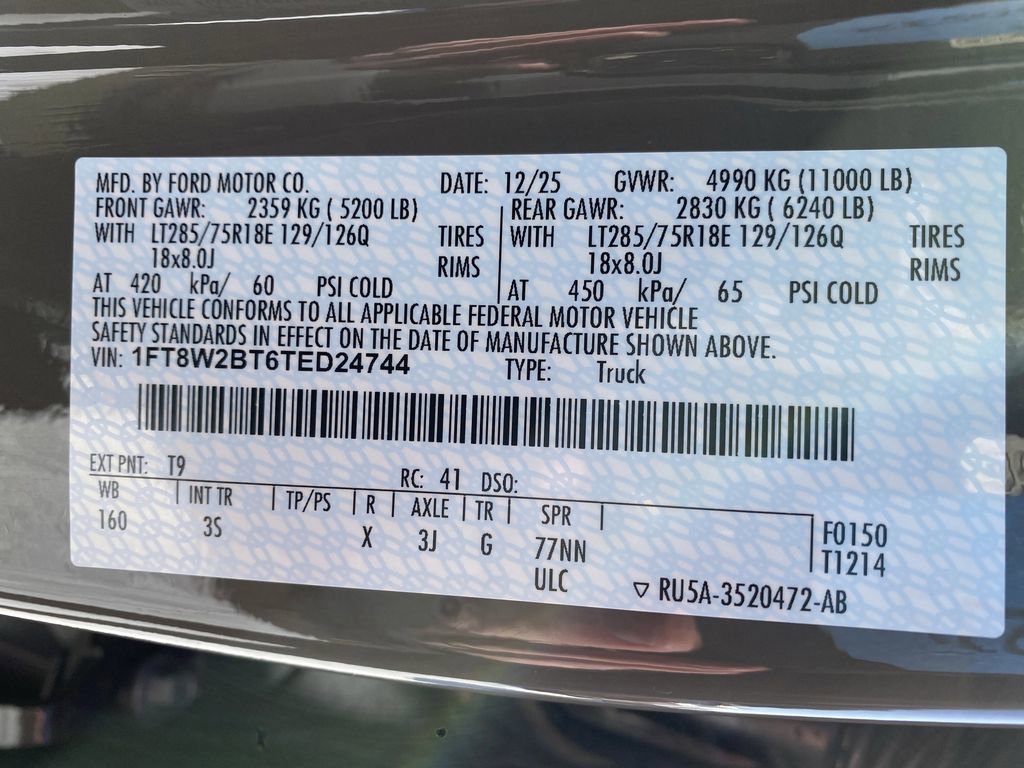 MFD. BY FORD MOTOR CO. DATE: 12/25 GVWR: 4990 KG (11000 LB)
FRONT GAWR: 2359 KG ( 5200 LB) REAR GAWR: 2830 KG ( 6240 LB)
WITH LT285/75R18E 129/126Q TIRES WITH LT285/75R18E 129/126Q TIRES
18x8.0J RIMS 18x8.0J RIMS
AT 420 kPa/ 60 PSI COLD AT 450 kPa/ 65 PSI COLD
THIS VEHICLE CONFORMS TO ALL APPLICABLE FEDERAL MOTOR VEHICLE
SAFETY STANDARDS IN EFFECT ON THE DATE OF MANUFACTURE SHOWN ABOVE.
VIN: 1FT8W2BT6TED24744 TYPE: Truck
EXT PNT: T9 RC: 41 DSO:
WB INT TR TP/PS R AXLE TR SPR
160 3S X 3J G 77NN F0150
ULC T1214
▽ RU5A-3520472-AB